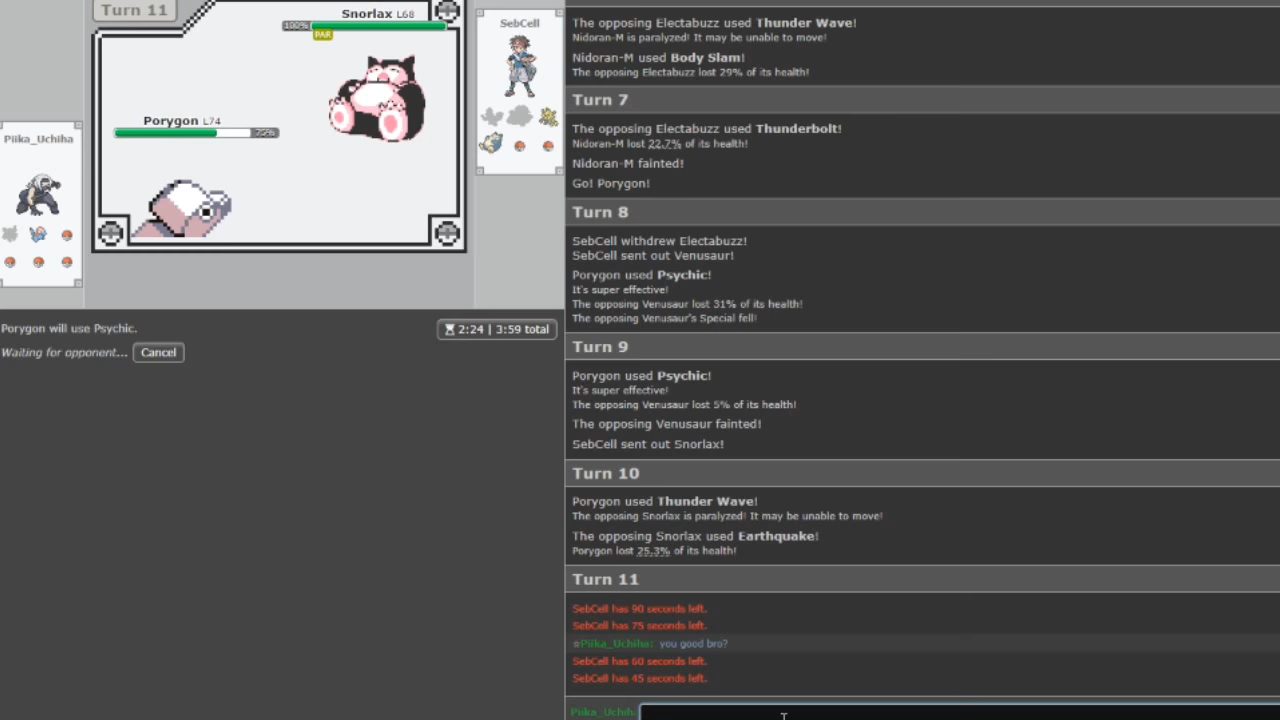 Turn 11
Snorlax L68
100%
PAR
Porygon L74
75%
SebCell
Piika_Uchiha
Porygon will use Psychic.
2:24 | 3:59 total
Waiting for opponent... Cancel
The opposing Electabuzz used Thunder Wave!
Nidoran-M is paralyzed! It may be unable to move!
Nidoran-M used Body Slam!
The opposing Electabuzz lost 29% of its health!
Turn 7
The opposing Electabuzz used Thunderbolt!
Nidoran-M lost 22.7% of its health!
Nidoran-M fainted!
Go! Porygon!
Turn 8
SebCell withdrew Electabuzz!
SebCell sent out Venusaur!
Porygon used Psychic!
It's super effective!
The opposing Venusaur lost 31% of its health!
The opposing Venusaur's Special fell!
Turn 9
Porygon used Psychic!
It's super effective!
The opposing Venusaur lost 5% of its health!
The opposing Venusaur fainted!
SebCell sent out Snorlax!
Turn 10
Porygon used Thunder Wave!
The opposing Snorlax is paralyzed! It may be unable to move!
The opposing Snorlax used Earthquake!
Porygon lost 25.3% of its health!
Turn 11
SebCell has 90 seconds left.
SebCell has 75 seconds left.
☆Piika_Uchiha: you good bro?
SebCell has 60 seconds left.
SebCell has 45 seconds left.
Piika_Uchiha